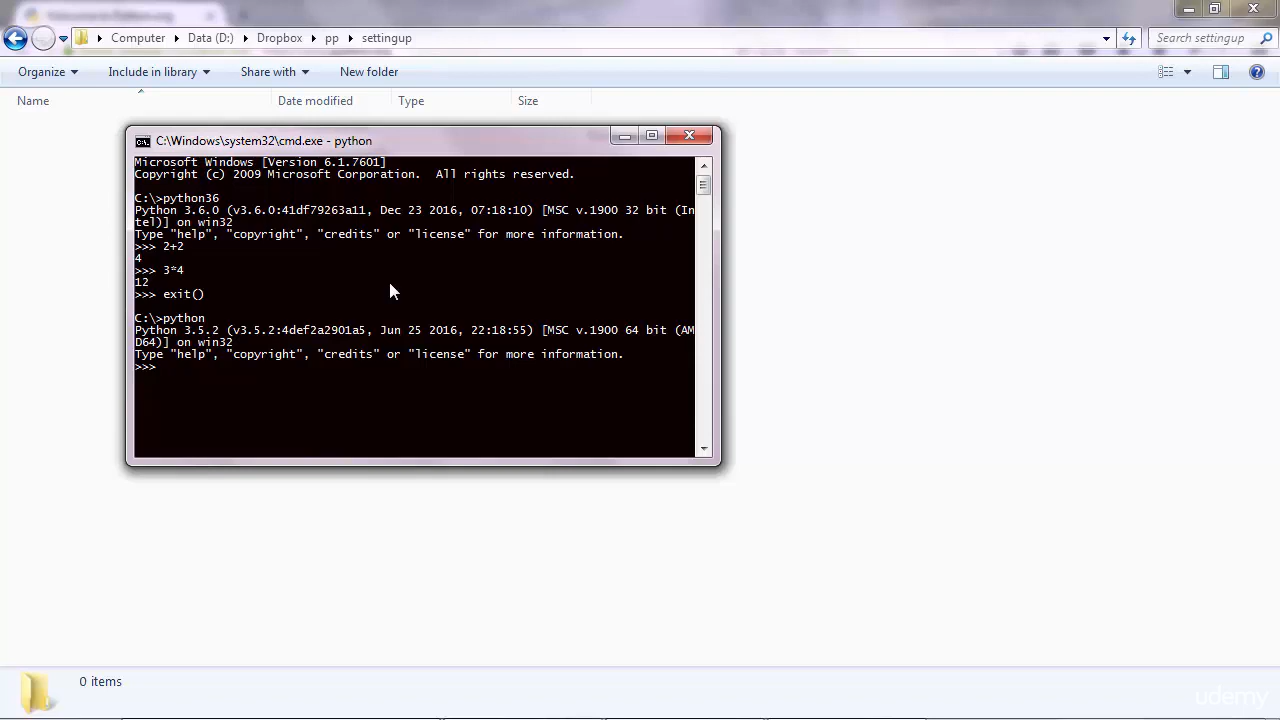 Computer Data (D:) Dropbox pp settingup
Search settingup
Organize Include in library Share with New folder
Name Date modified Type Size
C:\Windows\system32\cmd.exe - python
Microsoft Windows [Version 6.1.7601]
Copyright (c) 2009 Microsoft Corporation.  All rights reserved.
C:\>python36
Python 3.6.0 (v3.6.0:41df79263a11, Dec 23 2016, 07:18:10) [MSC v.1900 32 bit (In
tel)] on win32
Type "help", "copyright", "credits" or "license" for more information.
>>> 2+2
4
>>> 3*4
12
>>> exit()
C:\>python
Python 3.5.2 (v3.5.2:4def2a2901a5, Jun 25 2016, 22:18:55) [MSC v.1900 64 bit (AM
D64)] on win32
Type "help", "copyright", "credits" or "license" for more information.
>>>
0 items
udemy